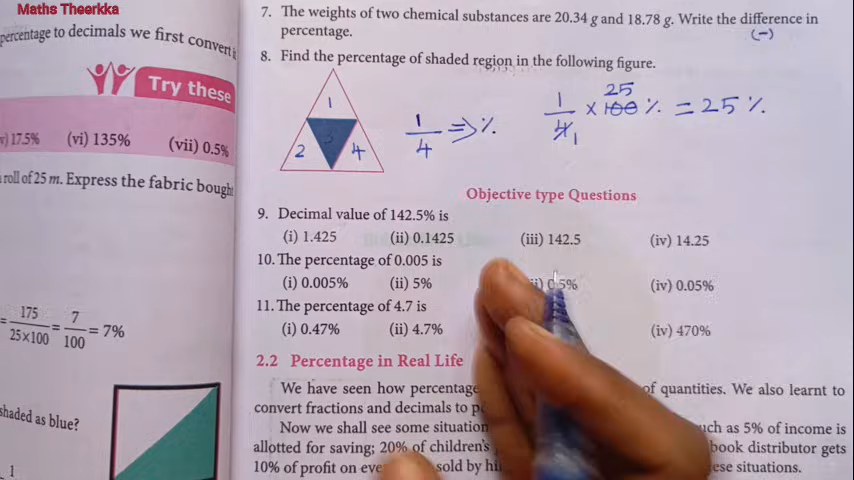 Maths Theerkka
percentage to decimals we first convert
Try these
17.5% (vi) 135% (vii) 0.5%
roll of 25 m. Express the fabric bought
= 175 / 25×100 = 7 / 100 = 7%
shaded as blue?
1
7. The weights of two chemical substances are 20.34 g and 18.78 g. Write the difference in
percentage.
(−)
8. Find the percentage of shaded region in the following figure.
1
2 3 4
1/4 => %
1/4 1 × 100 25 % = 25 %
Objective type Questions
9. Decimal value of 142.5% is
(i) 1.425 (ii) 0.1425 (iii) 142.5 (iv) 14.25
10. The percentage of 0.005 is
(i) 0.005% (ii) 5% 0.5% (iv) 0.05%
11. The percentage of 4.7 is
(i) 0.47% (ii) 4.7% (iv) 470%
2.2 Percentage in Real Life
We have seen how percentage of quantities. We also learnt to
convert fractions and decimals to
Now we shall see some situation such as 5% of income is
allotted for saving; 20% of children's book distributor gets
10% of profit on sold by these situations.